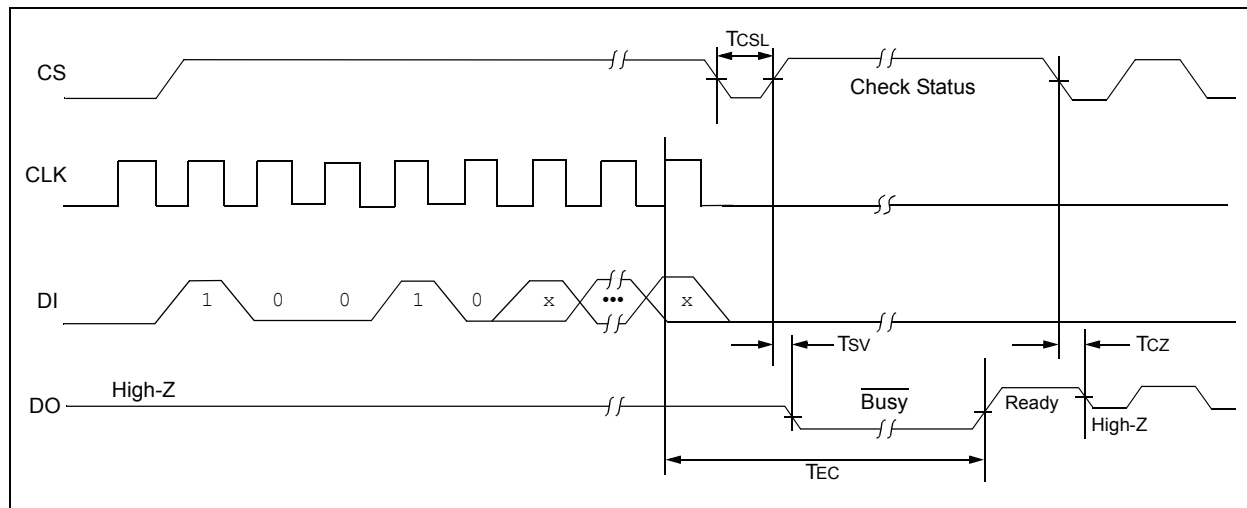 TCSL
CS
Check Status
CLK
DI 1 0 0 1 0 x ••• x
TSV
TCZ
High-Z
DO
Busy
Ready
High-Z
TEC